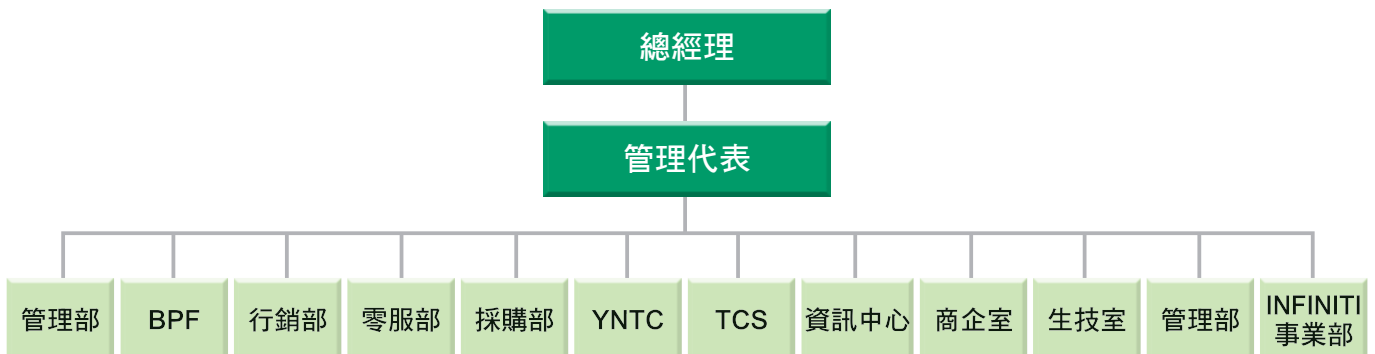 總經理
管理代表
管理部
BPF
行銷部
零服部
採購部
YNTC
TCS
資訊中心
商企室
生技室
管理部
INFINITI
事業部